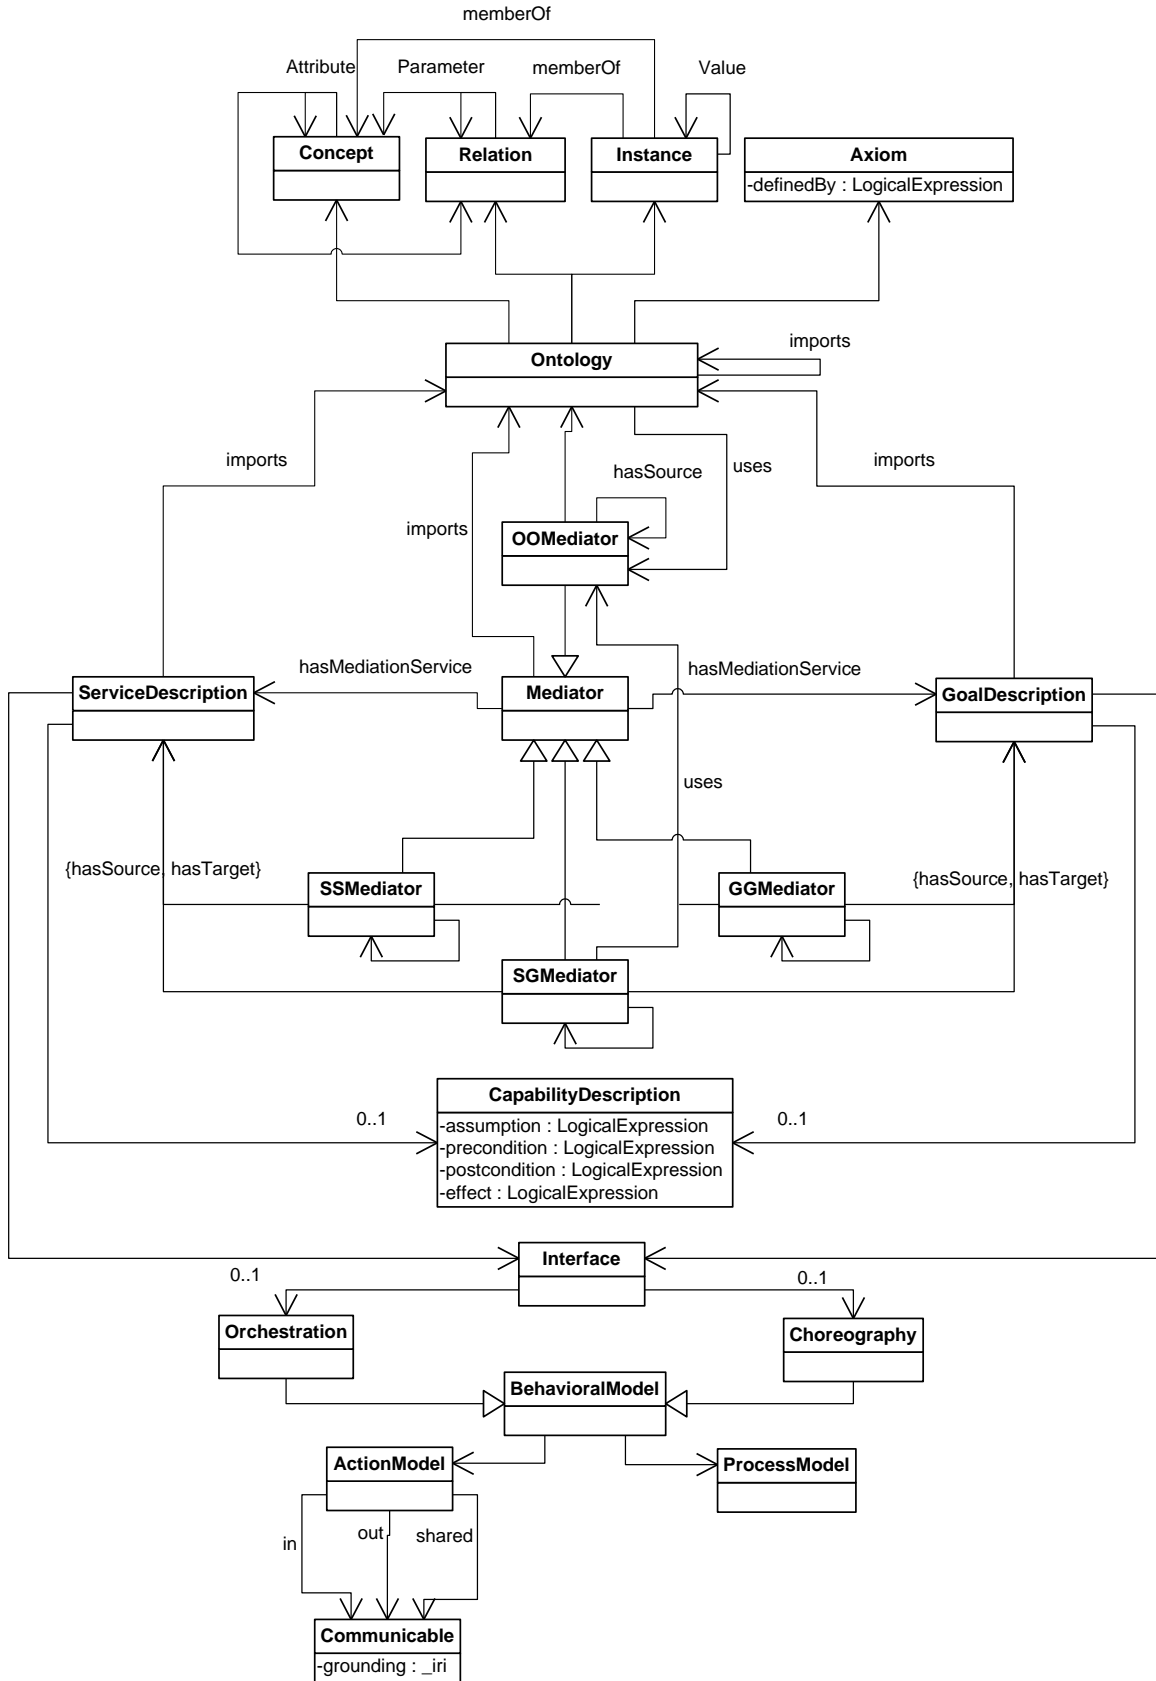 memberOf
Attribute
Parameter
memberOf
Value
Concept
Relation
Instance
Axiom
-definedBy : LogicalExpression
imports
Ontology
imports
uses
imports
hasSource
imports
OOMediator
hasMediationService
hasMediationService
ServiceDescription
Mediator
GoalDescription
uses
{hasSource, hasTarget}
{hasSource, hasTarget}
SSMediator
GGMediator
SGMediator
CapabilityDescription
-assumption : LogicalExpression
-precondition : LogicalExpression
-postcondition : LogicalExpression
-effect : LogicalExpression
0..1
0..1
Interface
0..1
0..1
Orchestration
Choreography
BehavioralModel
ActionModel
ProcessModel
in
out
shared
Communicable
-grounding : _iri